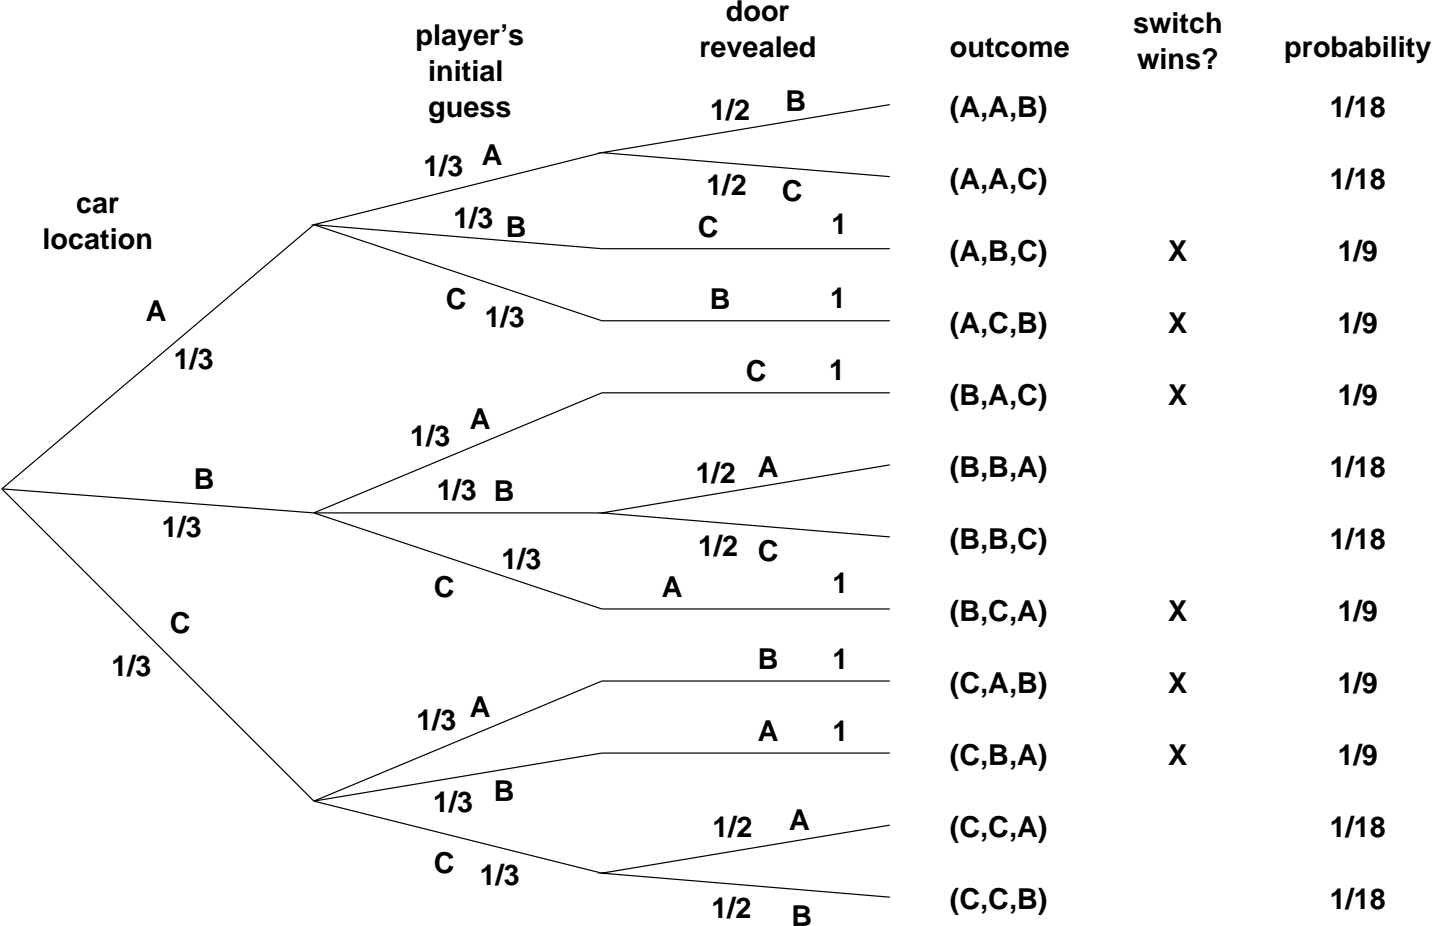 door
player's
revealed
initial
guess
outcome
switch
wins?
probability
car
location
A
1/3
B
1/3
C
1/3
1/3 A
1/3 B
C 1/3
1/3 A
1/3 B
1/3
C
1/3 A
1/3 B
C 1/3
1/2 B
1/2 C
C 1
B 1
C 1
1/2 A
1/2 C
A 1
B 1
A 1
1/2 A
1/2 B
(A,A,B) 1/18
(A,A,C) 1/18
(A,B,C) X 1/9
(A,C,B) X 1/9
(B,A,C) X 1/9
(B,B,A) 1/18
(B,B,C) 1/18
(B,C,A) X 1/9
(C,A,B) X 1/9
(C,B,A) X 1/9
(C,C,A) 1/18
(C,C,B) 1/18